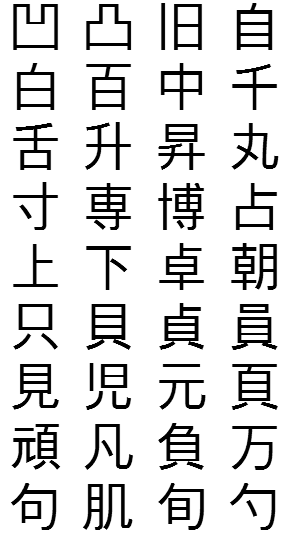 凹 凸 旧 自
白 百 中 千
舌 升 昇 丸
寸 専 博 占
上 下 卓 朝
只 貝 貞 員
見 児 元 頁
頑 凡 負 万
句 肌 旬 勺